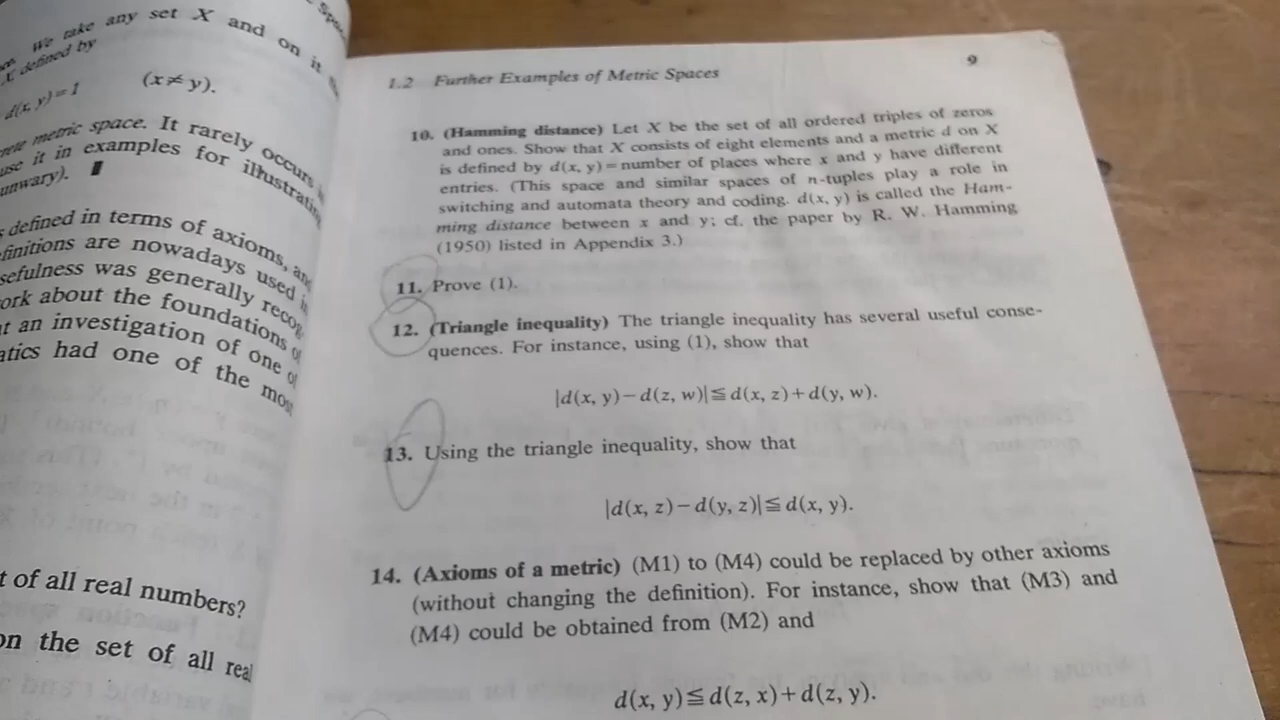 We take any set X and on it
X defined by
d(x, y)=1 (x≠y).
metric space. It rarely occurs
use it in examples for illustrating
unwary). ▮
defined in terms of axioms, and
finitions are nowadays used in
sefulness was generally recog
ork about the foundations of
t an investigation of one of
atics had one of the most
t of all real numbers?
on the set of all real
1.2 Further Examples of Metric Spaces 9
10. (Hamming distance) Let X be the set of all ordered triples of zeros
and ones. Show that X consists of eight elements and a metric d on X
is defined by d(x, y)=number of places where x and y have different
entries. (This space and similar spaces of n-tuples play a role in
switching and automata theory and coding. d(x, y) is called the Ham-
ming distance between x and y; cf. the paper by R. W. Hamming
(1950) listed in Appendix 3.)
11. Prove (1).
12. (Triangle inequality) The triangle inequality has several useful conse-
quences. For instance, using (1), show that
|d(x, y)−d(z, w)|≦d(x, z)+d(y, w).
13. Using the triangle inequality, show that
|d(x, z)−d(y, z)|≦d(x, y).
14. (Axioms of a metric) (M1) to (M4) could be replaced by other axioms
(without changing the definition). For instance, show that (M3) and
(M4) could be obtained from (M2) and
d(x, y)≦d(z, x)+d(z, y).